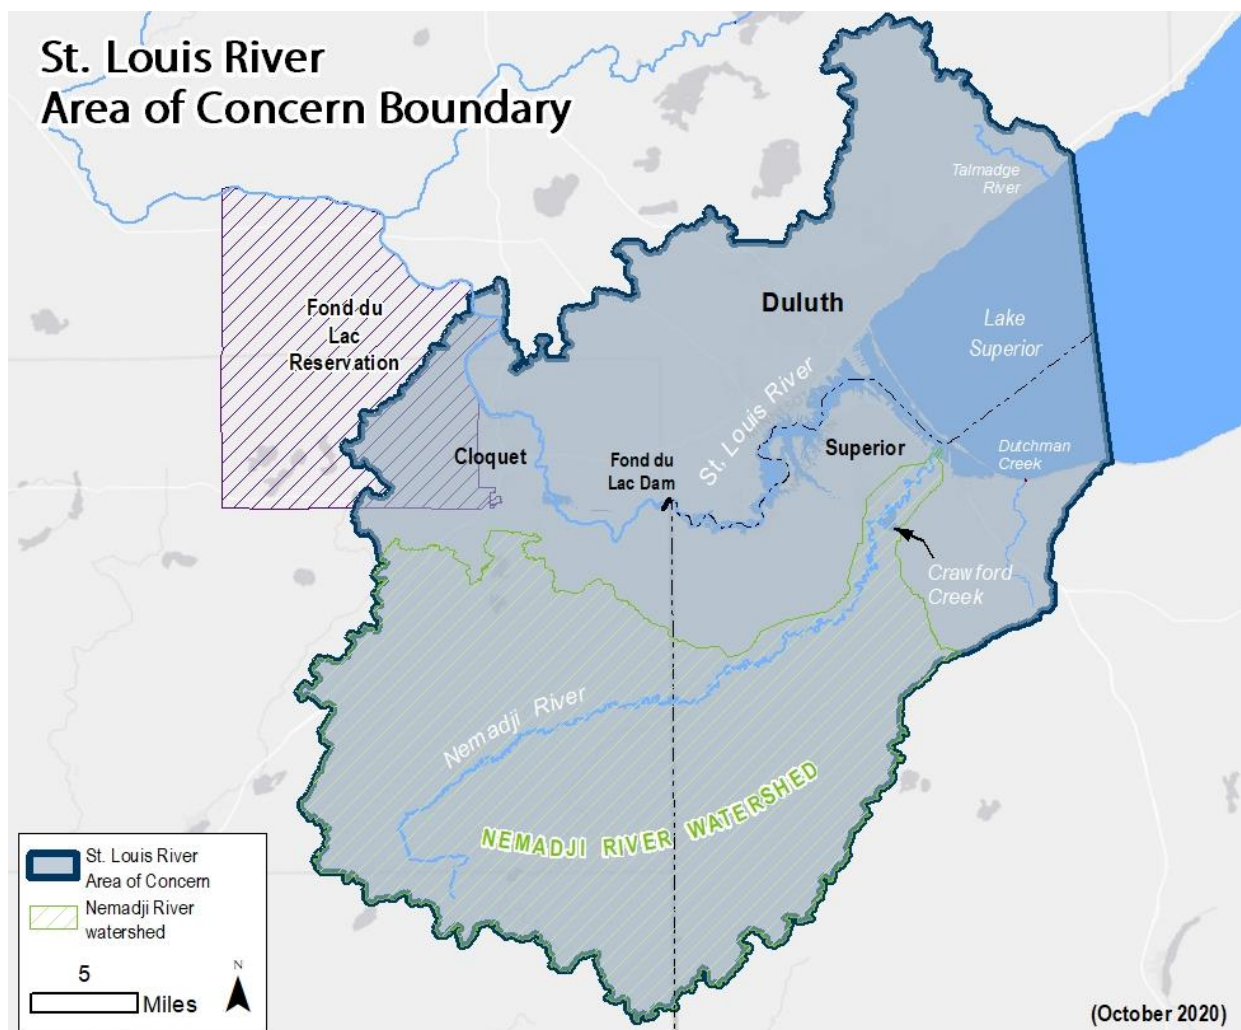 St. Louis River
Area of Concern Boundary
Talmadge
River
Fond du
Lac
Reservation
Duluth
Lake
Superior
St. Louis River
Cloquet
Fond du
Lac Dam
Superior
Dutchman
Creek
Crawford
Creek
Nemadji River
NEMADJI RIVER WATERSHED
St. Louis River
Area of Concern
Nemadji River
watershed
5
Miles
N
(October 2020)